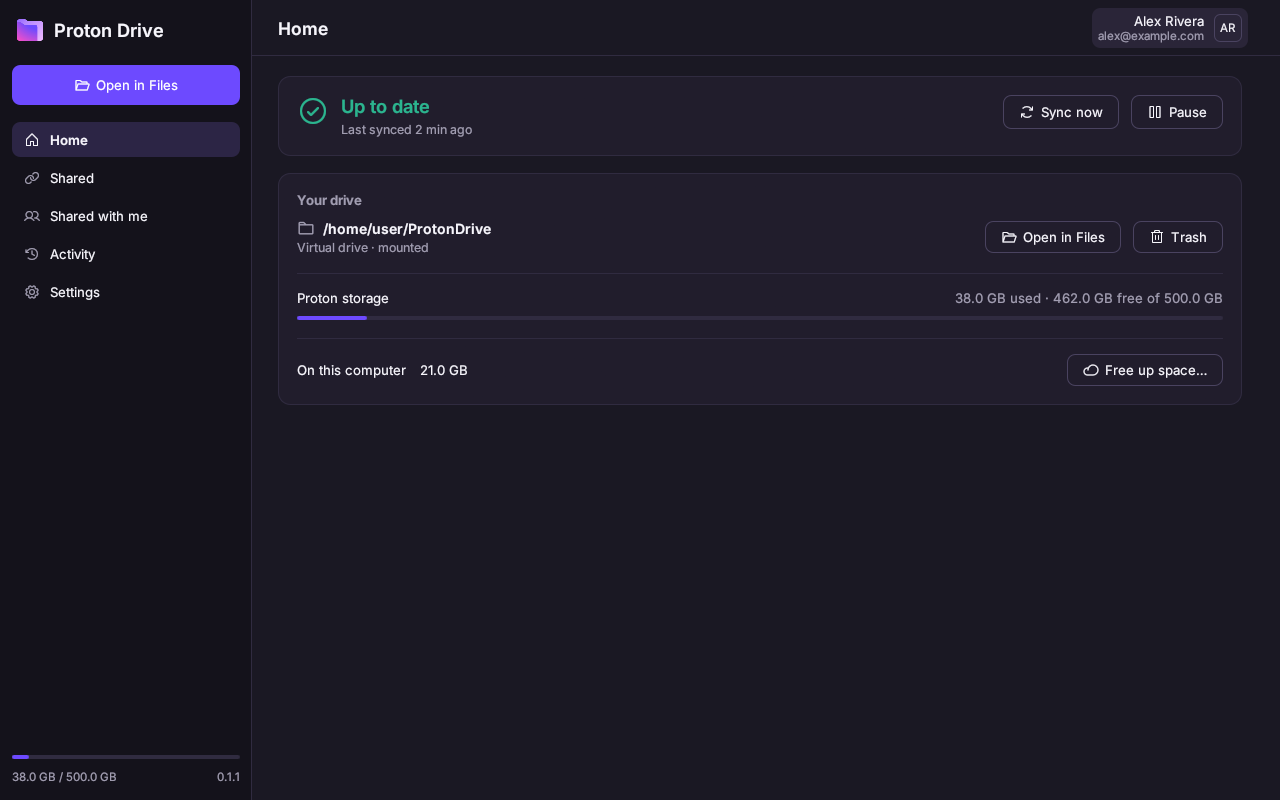 Proton Drive
Open in Files
Home
Shared
Shared with me
Activity
Settings
38.0 GB / 500.0 GB 0.1.1
Home
Alex Rivera
alex@example.com
AR
Up to date
Last synced 2 min ago
Sync now
Pause
Your drive
/home/user/ProtonDrive
Virtual drive · mounted
Open in Files
Trash
Proton storage
38.0 GB used · 462.0 GB free of 500.0 GB
On this computer 21.0 GB
Free up space...